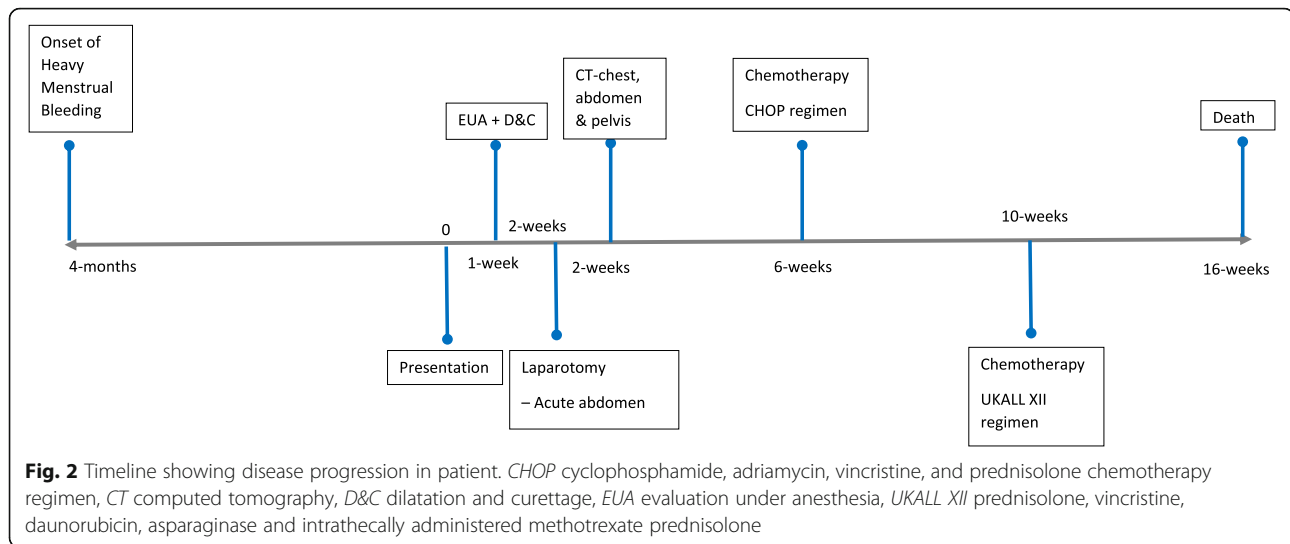 Onset of
Heavy
Menstrual
Bleeding
EUA + D&C
CT-chest,
abdomen
& pelvis
Chemotherapy
CHOP regimen
Death
0
2-weeks
10-weeks
4-months
1-week
2-weeks
6-weeks
16-weeks
Presentation
Laparotomy
– Acute abdomen
Chemotherapy
UKALL XII
regimen
Fig. 2 Timeline showing disease progression in patient. CHOP cyclophosphamide, adriamycin, vincristine, and prednisolone chemotherapy
regimen, CT computed tomography, D&C dilatation and curettage, EUA evaluation under anesthesia, UKALL XII prednisolone, vincristine,
daunorubicin, asparaginase and intrathecally administered methotrexate prednisolone